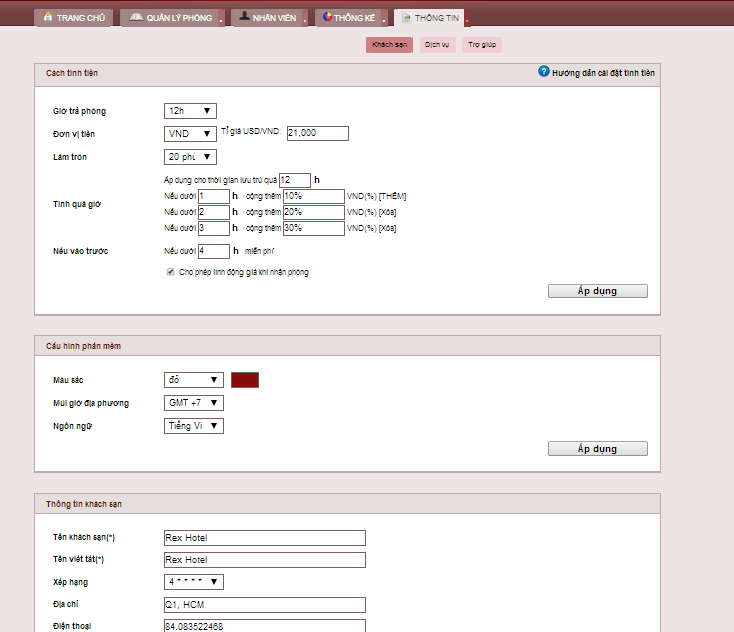 TRANG CHỦ QUẢN LÝ PHÒNG NHÂN VIÊN THỐNG KÊ THÔNG TIN
Khách sạn Dịch vụ Trợ giúp
Cách tính tiền ? Hướng dẫn cài đặt tính tiền
Giờ trả phòng 12h
Đơn vị tiền VND Tỉ giá USD/VND: 21,000
Làm tròn 20 phú
Áp dụng cho thời gian lưu trú quá 12 h
Tính quá giờ
Nếu dưới 1 h cộng thêm 10% VND(%) [THÊM]
Nếu dưới 2 h cộng thêm 20% VND(%) [Xóa]
Nếu dưới 3 h cộng thêm 30% VND(%) [Xóa]
Nếu vào trước Nếu dưới 4 h miễn phí
Cho phép linh động giá khi nhận phòng
Áp dụng
Cấu hình phần mềm
Màu sắc đỏ
Múi giờ địa phương GMT +7
Ngôn ngữ Tiếng Vi
Áp dụng
Thông tin khách sạn
Tên khách sạn(*) Rex Hotel
Tên viết tắt(*) Rex Hotel
Xếp hạng 4 * * * *
Địa chỉ Q1, HCM
Điện thoại 84.083522468